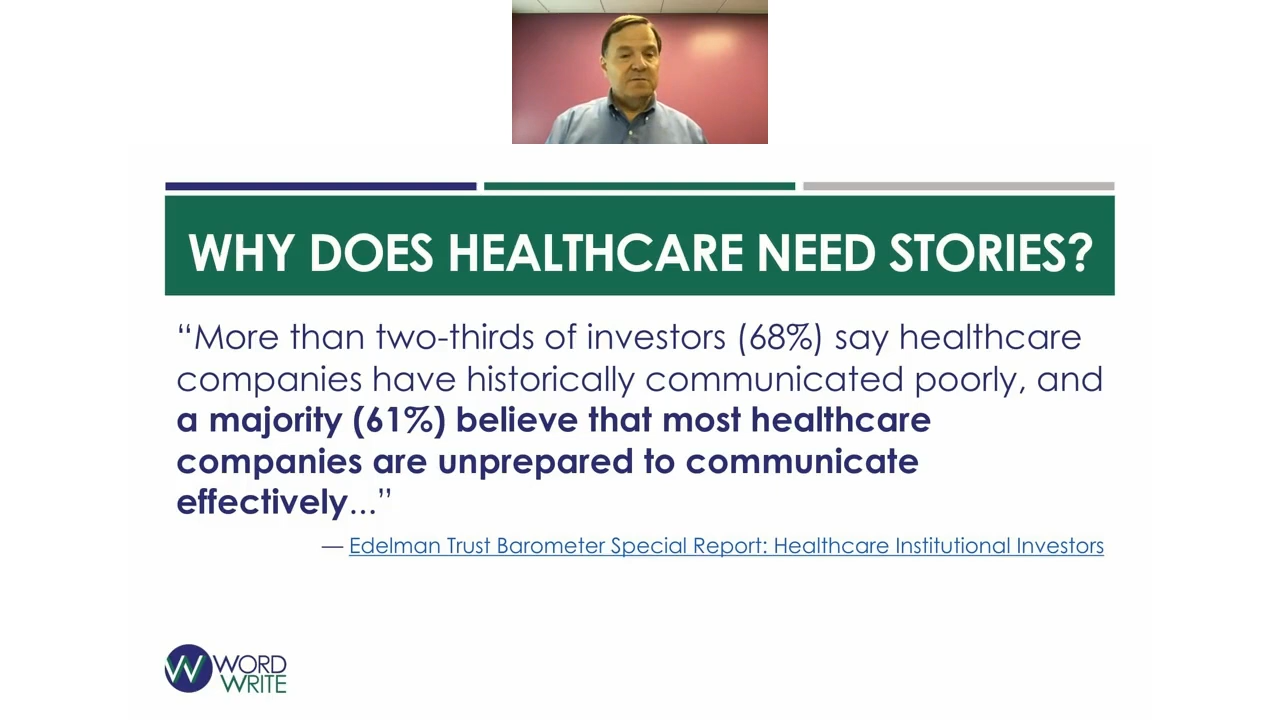 WHY DOES HEALTHCARE NEED STORIES?
“More than two-thirds of investors (68%) say healthcare
companies have historically communicated poorly, and
a majority (61%) believe that most healthcare
companies are unprepared to communicate
effectively...”
— Edelman Trust Barometer Special Report: Healthcare Institutional Investors
W WORD
WRITE